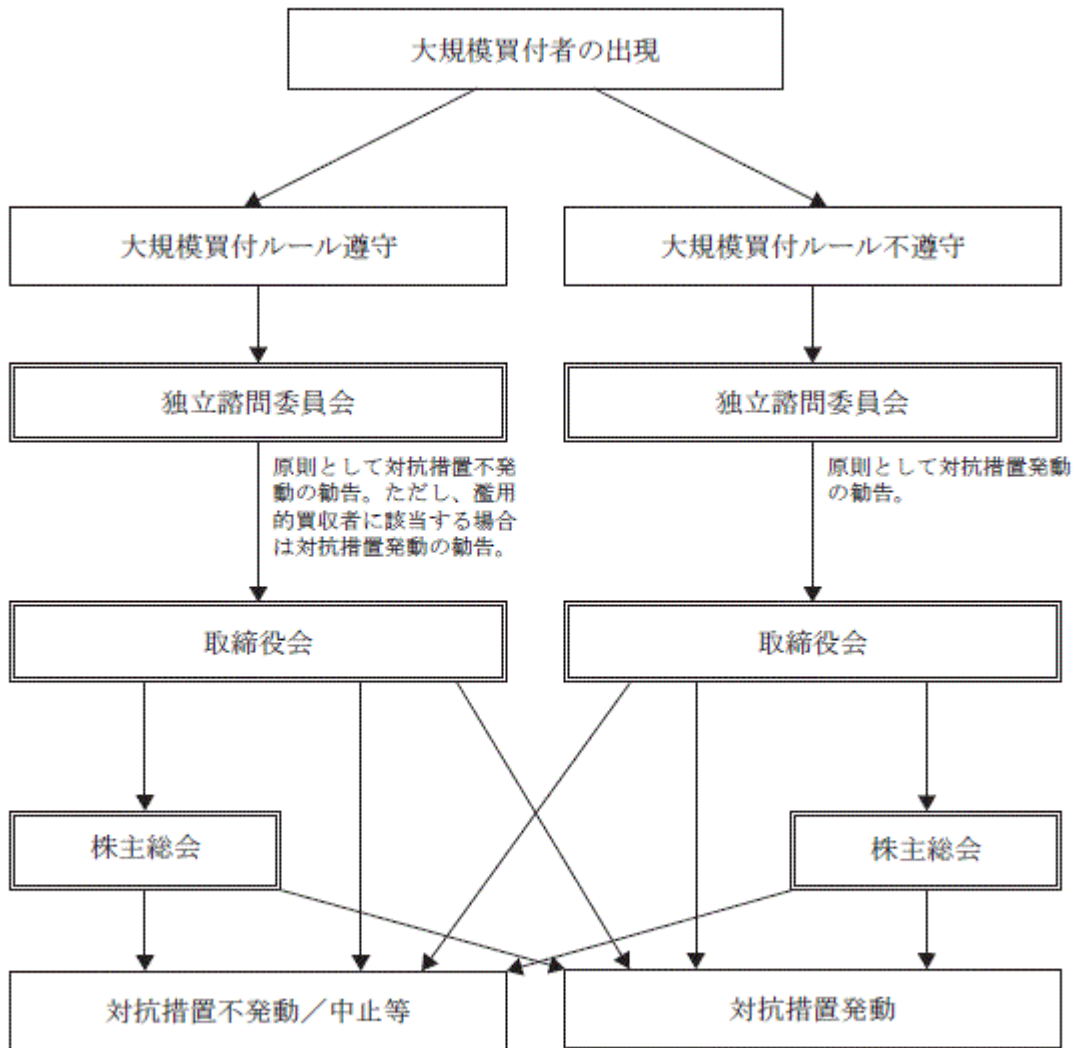 大規模買付者の出現
大規模買付ルール遵守
大規模買付ルール不遵守
独立諮問委員会
独立諮問委員会
原則として対抗措置不発
動の勧告。ただし、濫用
的買収者に該当する場合
は対抗措置発動の勧告。
原則として対抗措置発動
の勧告。
取締役会
取締役会
株主総会
株主総会
対抗措置不発動／中止等
対抗措置発動